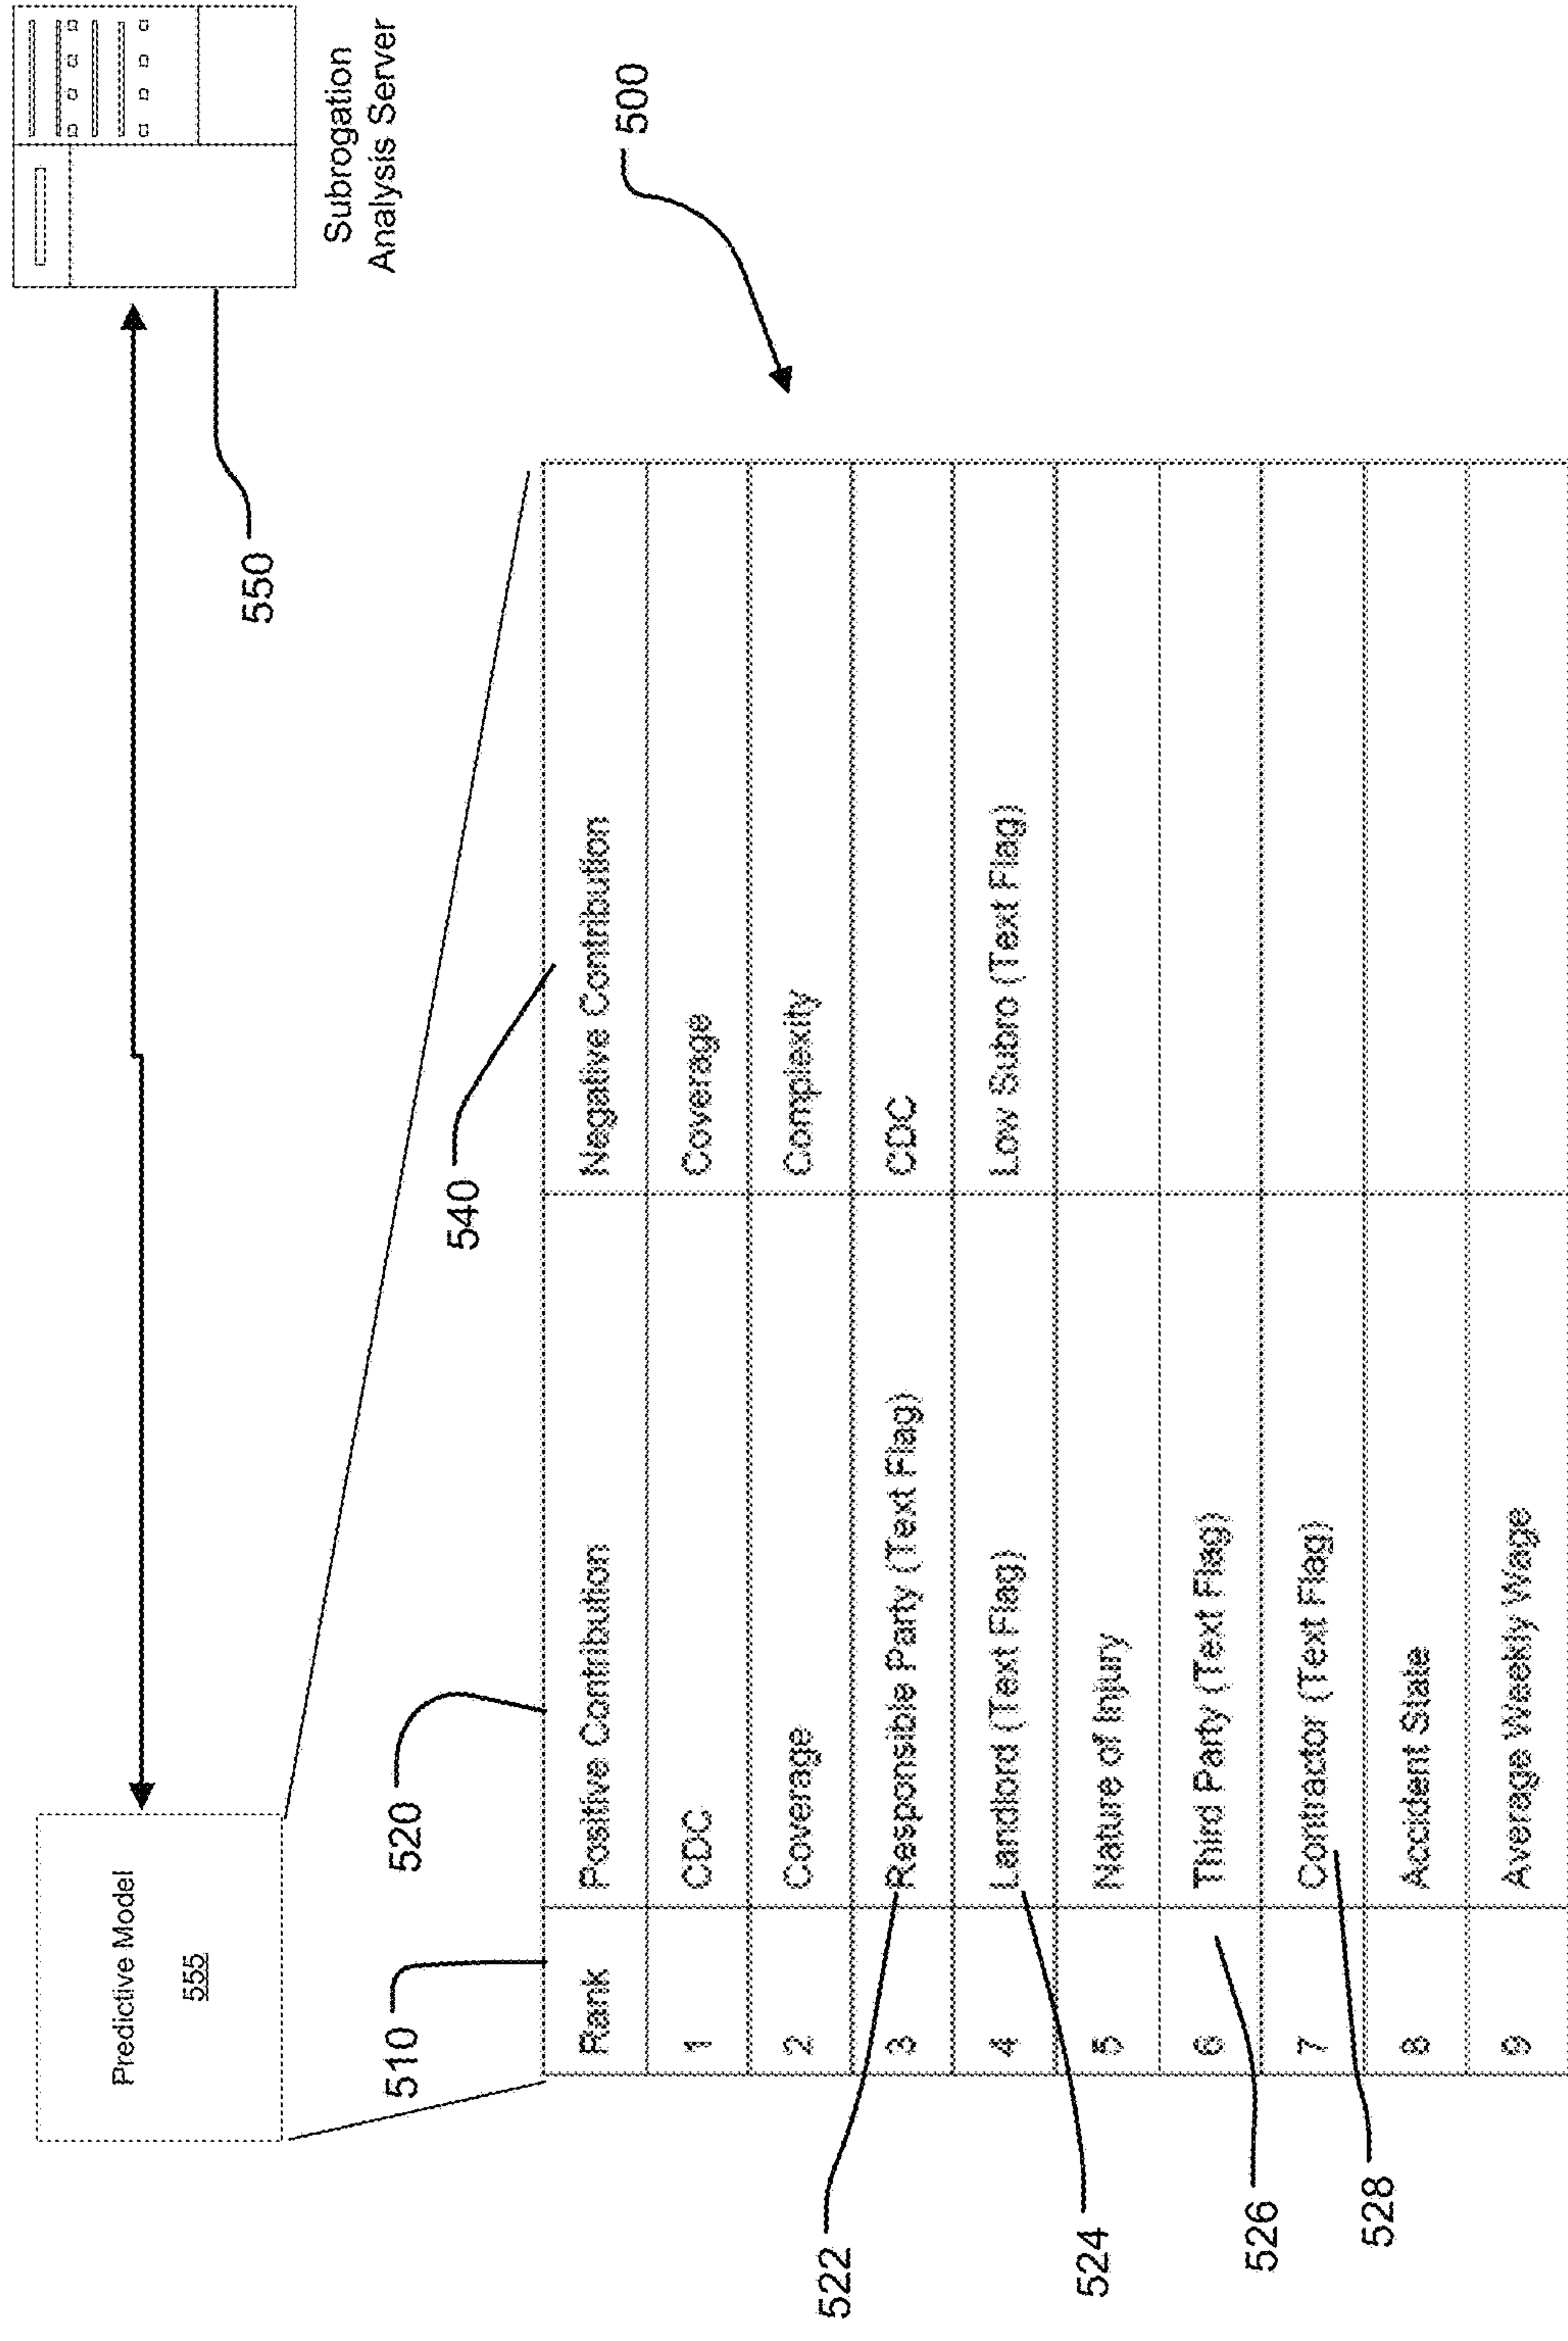 Predictive Model
555
Subrogation
Analysis Server
550
500
510
520
540
Rank Positive Contribution Negative Contribution
1 CDC Coverage
2 Coverage Complexity
3 Responsible Party (Text Flag) CDC
4 Landlord (Text Flag) Low Subro (Text Flag)
5 Nature of Injury
6 Third Party (Text Flag)
7 Contractor (Text Flag)
8 Accident State
9 Average Weekly Wage
522
524
526
528